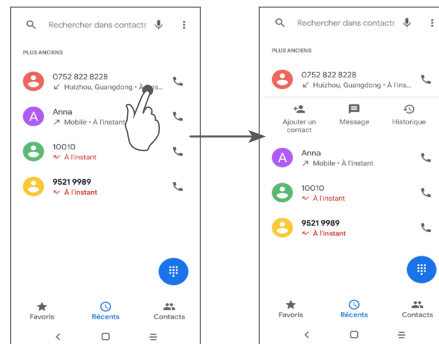 Rechercher dans contacts
PLUS ANCIENS
0752 822 8228
Huizhou, Guangdong •
Anna
Mobile • À l'instant
10010
À l'instant
9521 9989
À l'instant
Favoris
Récents
Contacts
Rechercher dans contacts
PLUS ANCIENS
0752 822 8228
Huizhou, Guangdong • À l'ins...
Ajouter un
contact
Message
Historique
Anna
Mobile • À l'instant
10010
À l'instant
9521 9989
À l'instant
Favoris
Récents
Contacts